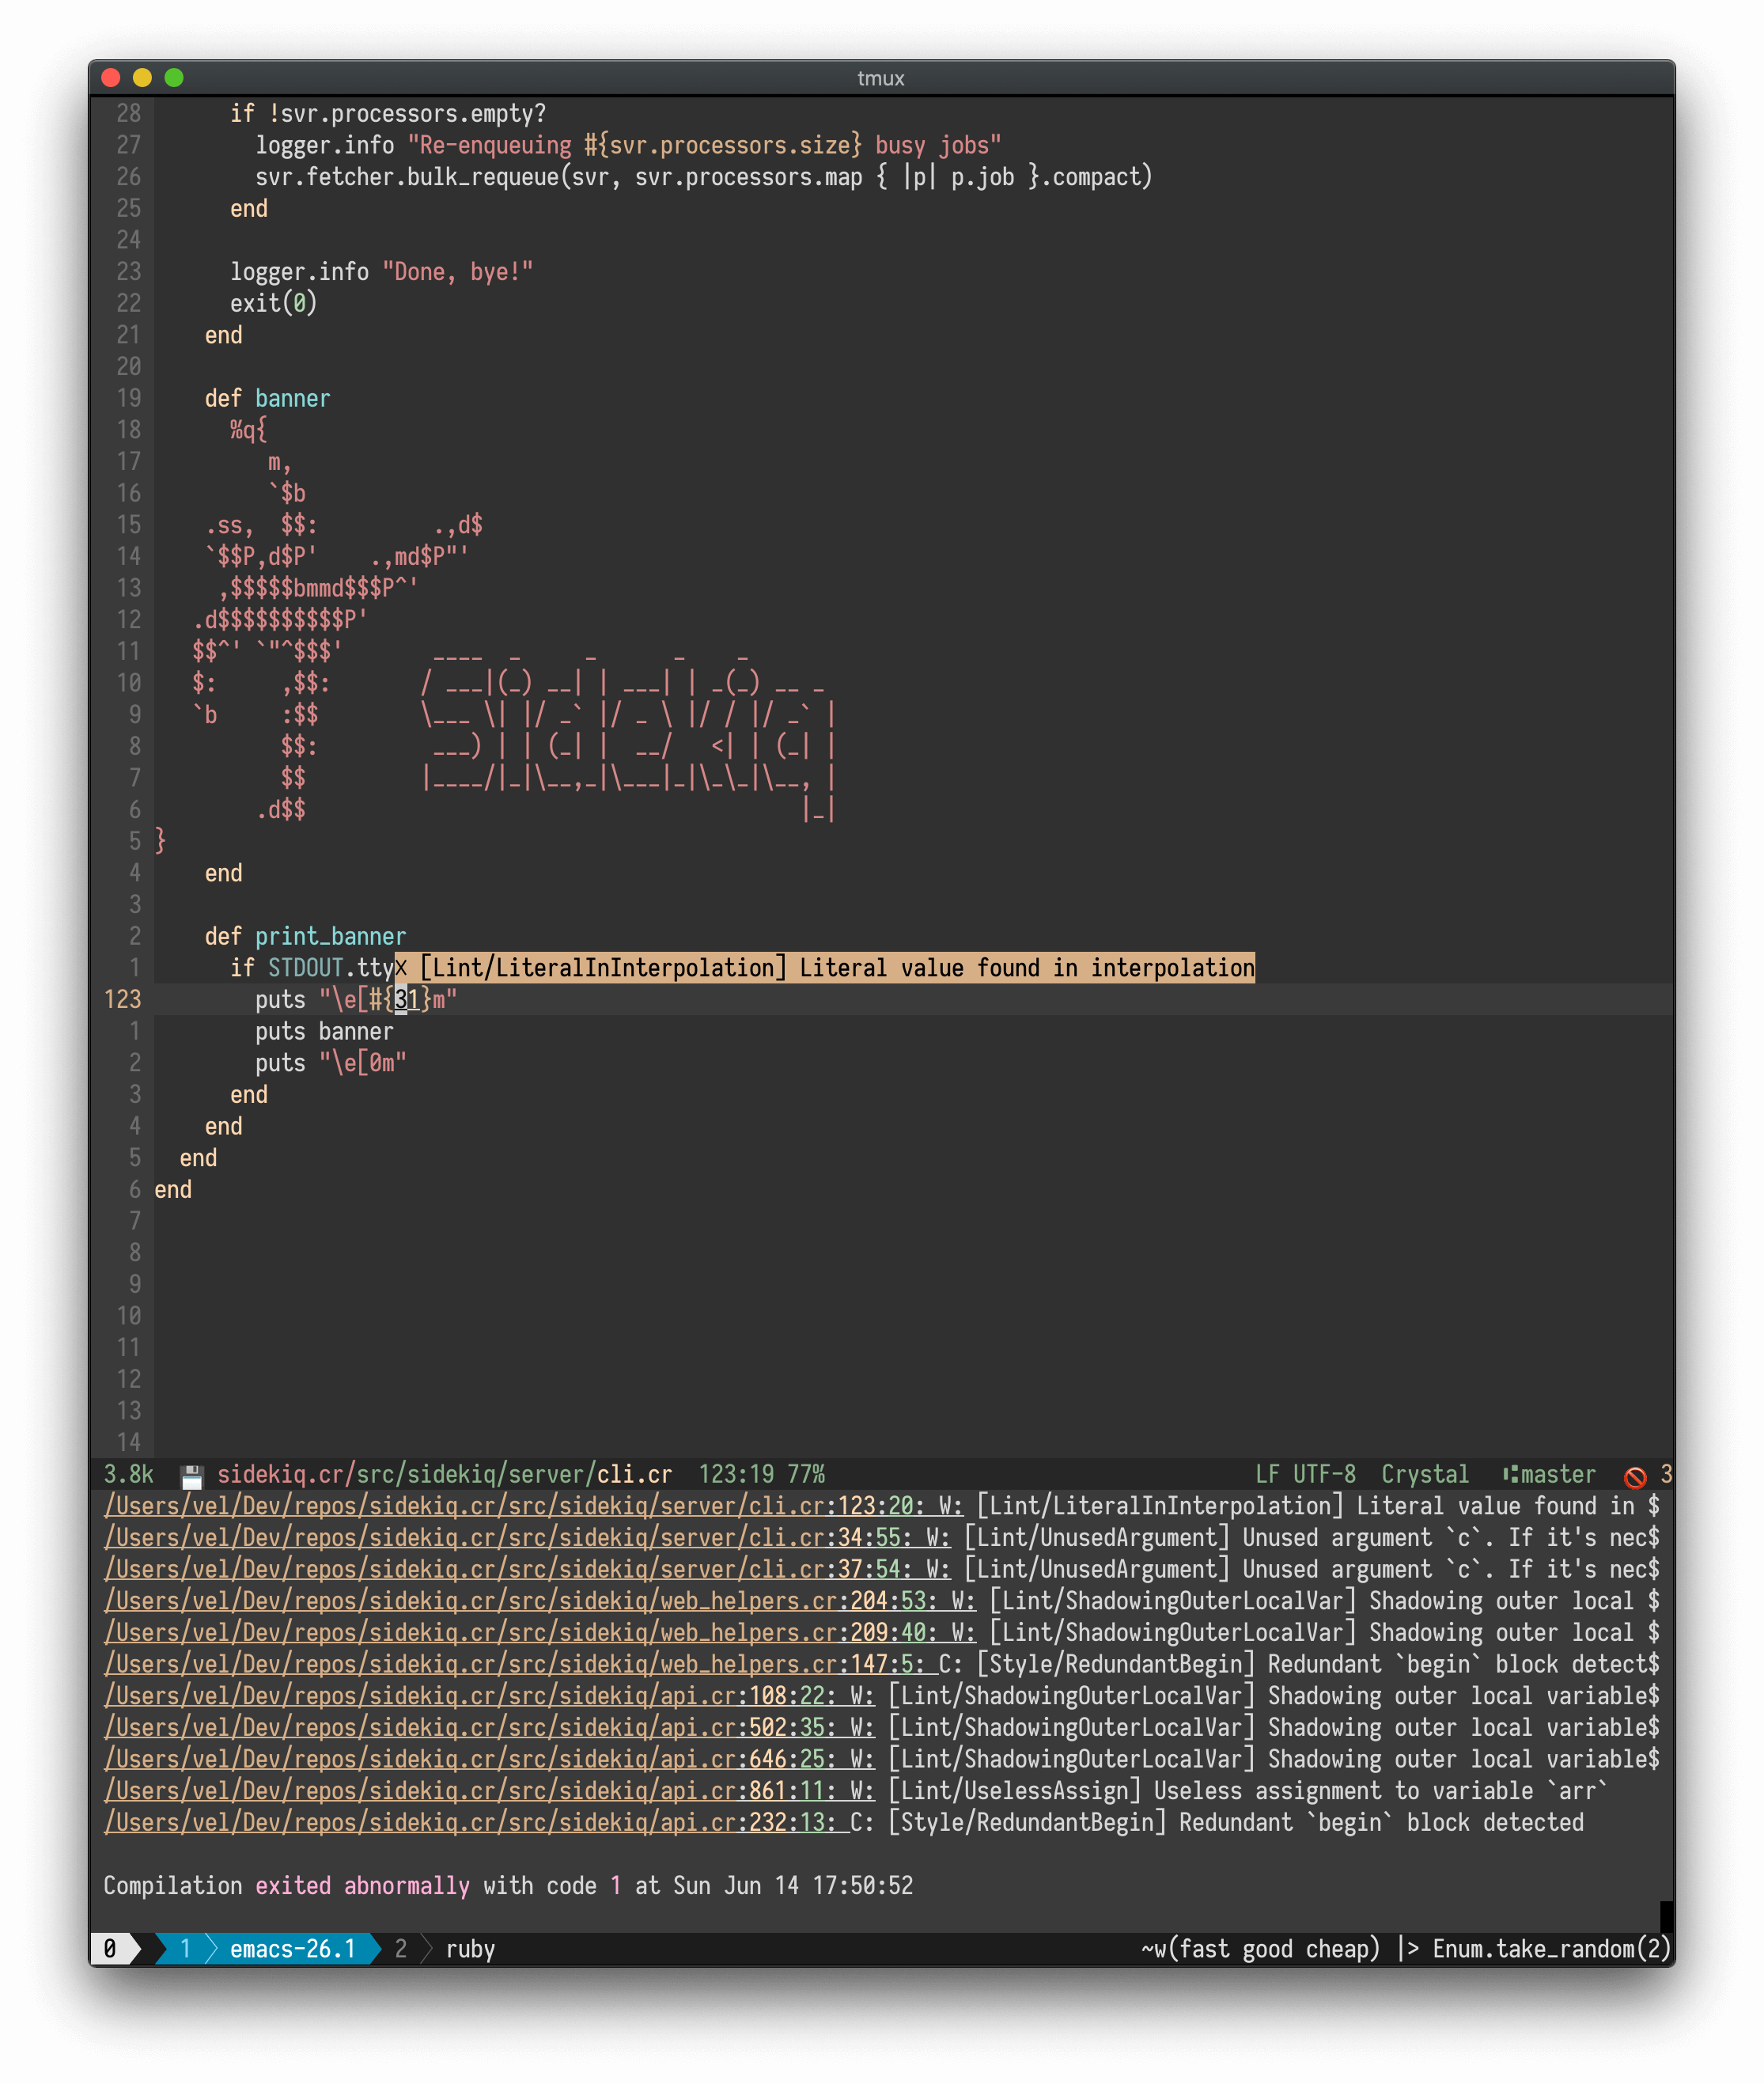 tmux
28       if !svr.processors.empty?
27         logger.info "Re-enqueuing #{svr.processors.size} busy jobs"
26         svr.fetcher.bulk_requeue(svr, svr.processors.map { |p| p.job }.compact)
25       end
24
23       logger.info "Done, bye!"
22       exit(0)
21     end
20
19     def banner
18       %q{
17          m,
16          `$b
15     .ss,  $$:         .,d$
14     `$$P,d$P'    .,md$P"'
13      ,$$$$$bmmd$$$P^'
12    .d$$$$$$$$$$P'
11    $$^' `"^$$$'       ____  _     _      _    _
10    $:     ,$$:       / ___|(_) __| | ___| | _(_) __ _
9    `b     :$$        \___ \| |/ _` |/ _ \ |/ / |/ _` |
8           $$:         ___) | | (_| |  __/   <| | (_| |
7           $$         |____/|_|\__,_|\___|_|\_\_|\__, |
6         .d$$                                       |_|
5 }
4     end
3
2     def print_banner
1       if STDOUT.tty☓ [Lint/LiteralInInterpolation] Literal value found in interpolation
123         puts "\e[#{31}m"
1         puts banner
2         puts "\e[0m"
3       end
4     end
5   end
6 end
7
8
9
10
11
12
13
14
3.8k 💾 sidekiq.cr/src/sidekiq/server/cli.cr  123:19 77% LF UTF-8  Crystal  master 🚫 3
/Users/vel/Dev/repos/sidekiq.cr/src/sidekiq/server/cli.cr:123:20: W: [Lint/LiteralInInterpolation] Literal value found in $
/Users/vel/Dev/repos/sidekiq.cr/src/sidekiq/server/cli.cr:34:55: W: [Lint/UnusedArgument] Unused argument `c`. If it's nec$
/Users/vel/Dev/repos/sidekiq.cr/src/sidekiq/server/cli.cr:37:54: W: [Lint/UnusedArgument] Unused argument `c`. If it's nec$
/Users/vel/Dev/repos/sidekiq.cr/src/sidekiq/web_helpers.cr:204:53: W: [Lint/ShadowingOuterLocalVar] Shadowing outer local $
/Users/vel/Dev/repos/sidekiq.cr/src/sidekiq/web_helpers.cr:209:40: W: [Lint/ShadowingOuterLocalVar] Shadowing outer local $
/Users/vel/Dev/repos/sidekiq.cr/src/sidekiq/web_helpers.cr:147:5: C: [Style/RedundantBegin] Redundant `begin` block detect$
/Users/vel/Dev/repos/sidekiq.cr/src/sidekiq/api.cr:108:22: W: [Lint/ShadowingOuterLocalVar] Shadowing outer local variable$
/Users/vel/Dev/repos/sidekiq.cr/src/sidekiq/api.cr:502:35: W: [Lint/ShadowingOuterLocalVar] Shadowing outer local variable$
/Users/vel/Dev/repos/sidekiq.cr/src/sidekiq/api.cr:646:25: W: [Lint/ShadowingOuterLocalVar] Shadowing outer local variable$
/Users/vel/Dev/repos/sidekiq.cr/src/sidekiq/api.cr:861:11: W: [Lint/UselessAssign] Useless assignment to variable `arr`
/Users/vel/Dev/repos/sidekiq.cr/src/sidekiq/api.cr:232:13: C: [Style/RedundantBegin] Redundant `begin` block detected
Compilation exited abnormally with code 1 at Sun Jun 14 17:50:52
0 1 emacs-26.1 2 ruby ~w(fast good cheap) |> Enum.take_random(2)